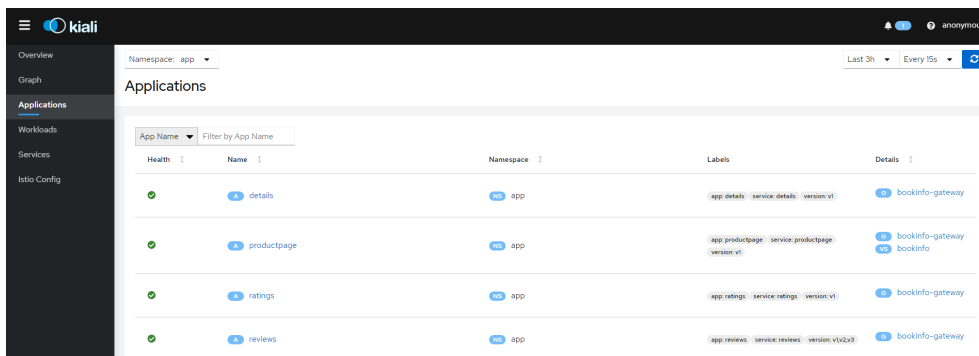 kiali
1
anonymou
Overview
Graph
Applications
Workloads
Services
Istio Config
Namespace: app
Last 3h
Every 15s
Applications
App Name
Filter by App Name
Health Name Namespace Labels Details
A details NS app app: details service: details version: v1 G bookinfo-gateway
A productpage NS app app: productpage service: productpage G bookinfo-gateway
version: v1 VS bookinfo
A ratings NS app app: ratings service: ratings version: v1 G bookinfo-gateway
A reviews NS app app: reviews service: reviews version: v1,v2,v3 G bookinfo-gateway